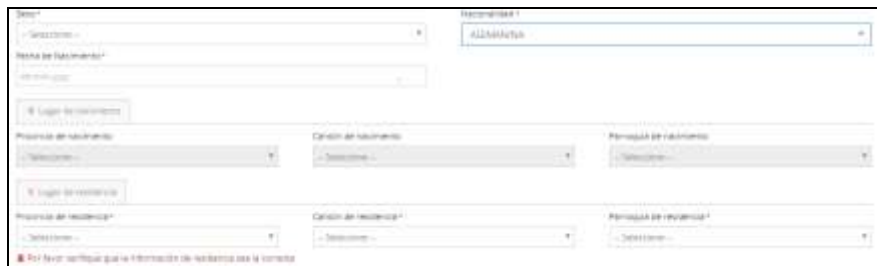 Sexo *
Nacionalidad *
-- Seleccione --
ALEMANIA
Fecha de Nacimiento *
Lugar de nacimiento
Provincia de nacimiento
Cantón de nacimiento
Parroquia de nacimiento
-- Seleccione --
-- Seleccione --
-- Seleccione --
Lugar de residencia
Provincia de residencia *
Cantón de residencia *
Parroquia de residencia *
-- Seleccione --
-- Seleccione --
-- Seleccione --
Por favor verifique que la información de residencia sea la correcta